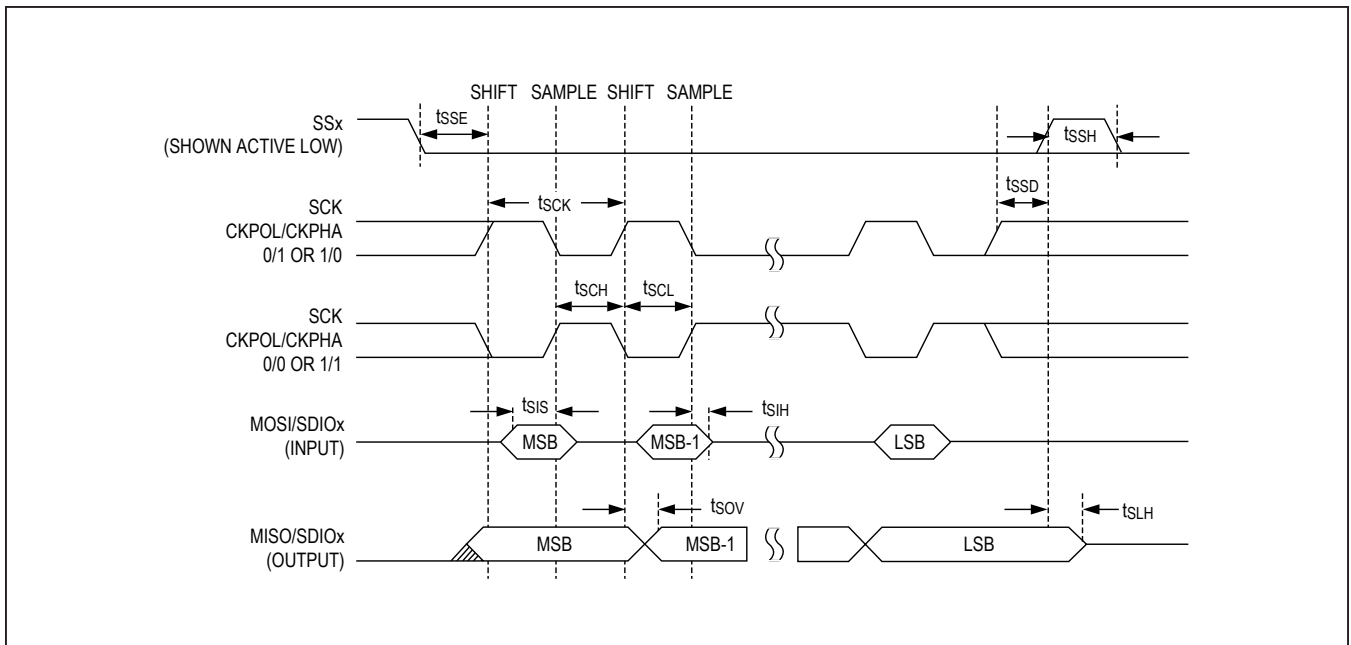 SHIFT SAMPLE SHIFT SAMPLE
SSx
(SHOWN ACTIVE LOW)
tSSE
tSSH
tSSD
SCK
CKPOL/CKPHA
0/1 OR 1/0
tSCK
tSCH
tSCL
SCK
CKPOL/CKPHA
0/0 OR 1/1
tSIS
tSIH
MOSI/SDIOx
(INPUT)
MSB
MSB-1
LSB
tSOV
tSLH
MISO/SDIOx
(OUTPUT)
MSB
MSB-1
LSB